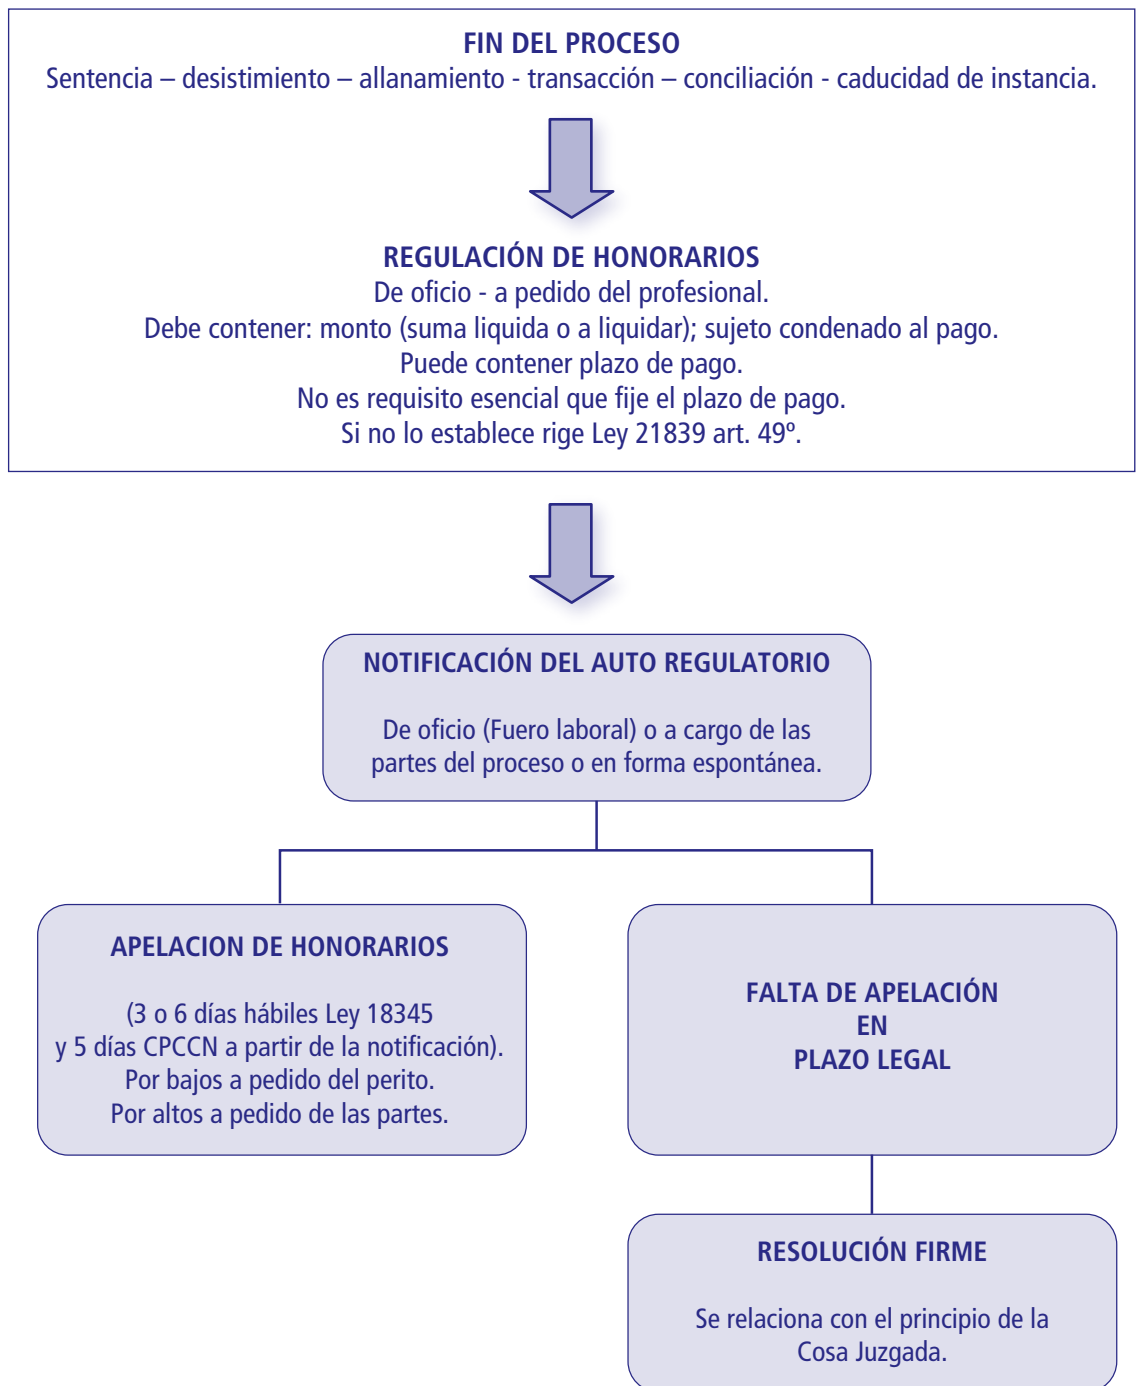 FIN DEL PROCESO
Sentencia – desistimiento – allanamiento - transacción – conciliación - caducidad de instancia.
REGULACIÓN DE HONORARIOS
De oficio - a pedido del profesional.
Debe contener: monto (suma liquida o a liquidar); sujeto condenado al pago.
Puede contener plazo de pago.
No es requisito esencial que fije el plazo de pago.
Si no lo establece rige Ley 21839 art. 49º.
NOTIFICACIÓN DEL AUTO REGULATORIO
De oficio (Fuero laboral) o a cargo de las
partes del proceso o en forma espontánea.
APELACION DE HONORARIOS
(3 o 6 días hábiles Ley 18345
y 5 días CPCCN a partir de la notificación).
Por bajos a pedido del perito.
Por altos a pedido de las partes.
FALTA DE APELACIÓN
EN
PLAZO LEGAL
RESOLUCIÓN FIRME
Se relaciona con el principio de la
Cosa Juzgada.